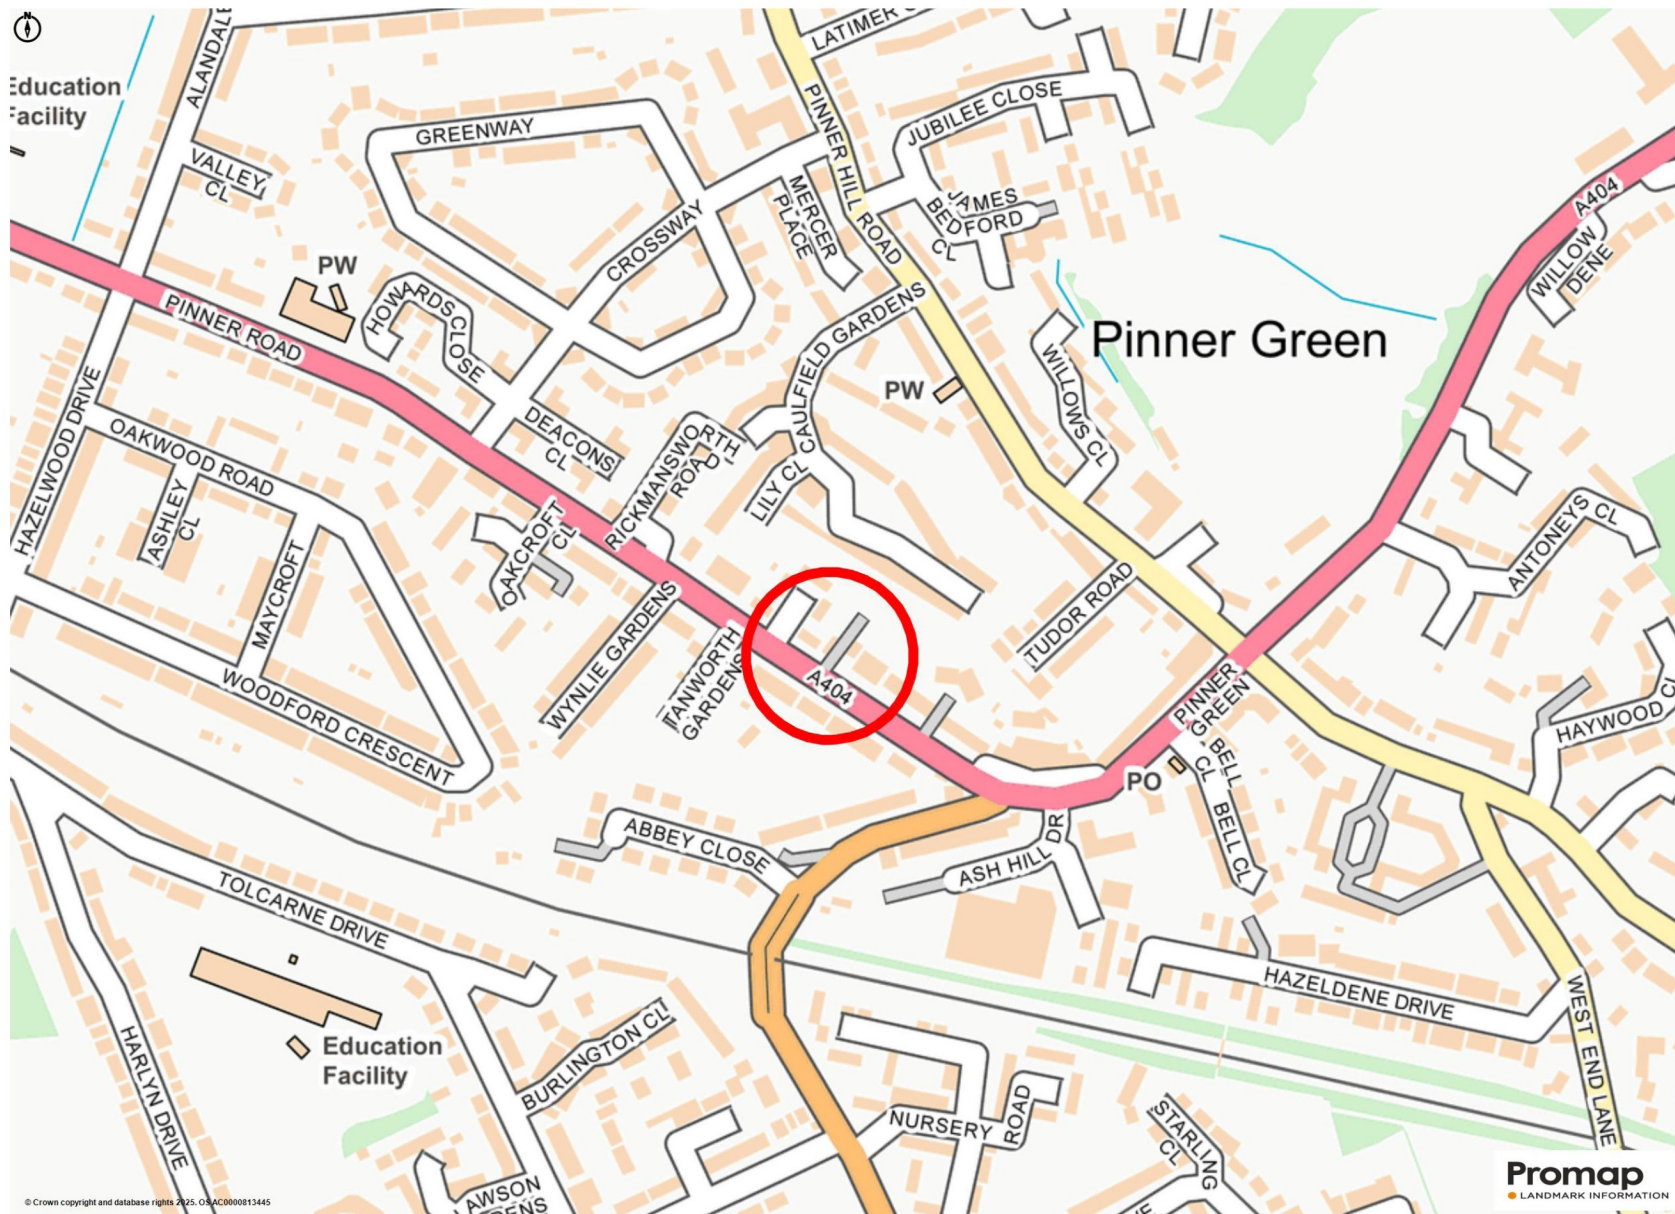 N
LATIMER
ALANDALE
Education
Facility
PINNER HILL ROAD
JUBILEE CLOSE
GREENWAY
VALLEY
CL
MERCER
PLACE
JAMES
BEDFORD
CL
A404
WILLOW
DENE
CROSSWAY
PW
HOWARDS CLOSE
PINNER ROAD
CAULFIELD GARDENS
Pinner Green
WILLOWS CL
PW
HAZELWOOD DRIVE
OAKWOOD ROAD
DEACONS
CL
RICKMANSWORTH
ROAD
LILY CL
ASHLEY
CL
OAKCROFT
CL
ANTONEYS CL
MAYCROFT
TUDOR ROAD
WYNLIE GARDENS
TANWORTH
GARDENS
A404
WOODFORD CRESCENT
PINNER
GREEN
HAYWOOD CL
BELL
CL
PO
BELL CL
ABBEY CLOSE
ASH HILL DR
TOLCARNE DRIVE
HAZELDENE DRIVE
WEST END LANE
HARLYN DRIVE
Education
Facility
BURLINGTON CL
NURSERY
ROAD
STARLING
CL
AWSON
ENS
Promap
LANDMARK INFORMATION
© Crown copyright and database rights 2025. OS AC0000813445